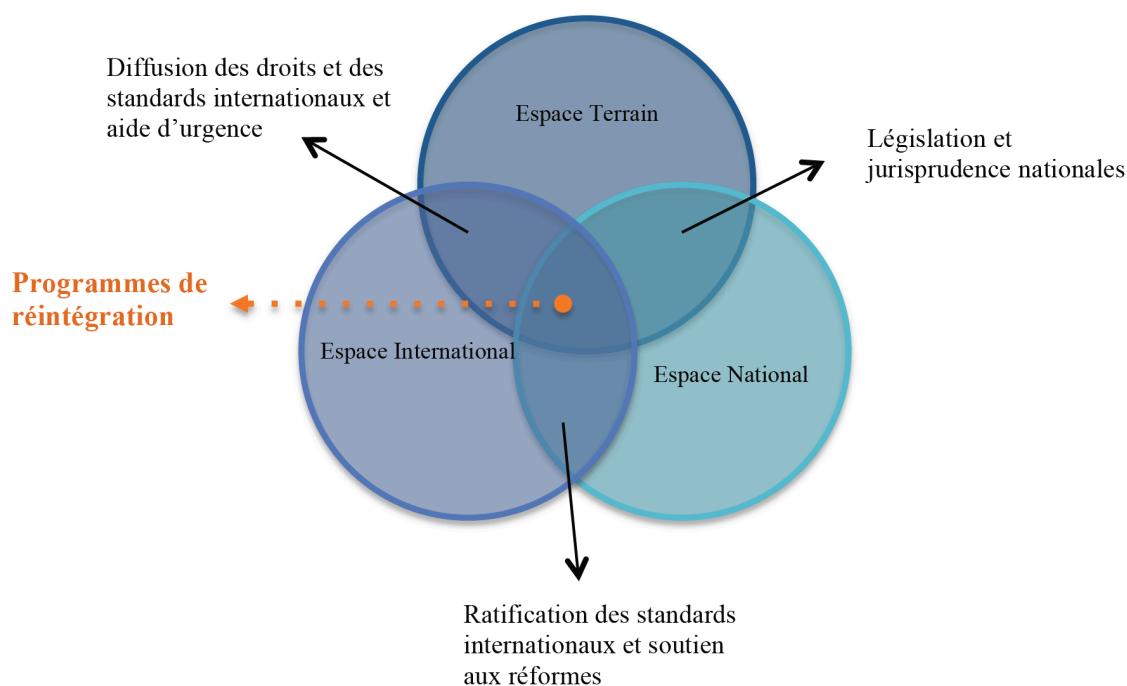 Diffusion des droits et des
standards internationaux et
aide d’urgence
Espace Terrain
Législation et
jurisprudence nationales
Programmes de
réintégration
Espace International
Espace National
Ratification des standards
internationaux et soutien
aux réformes